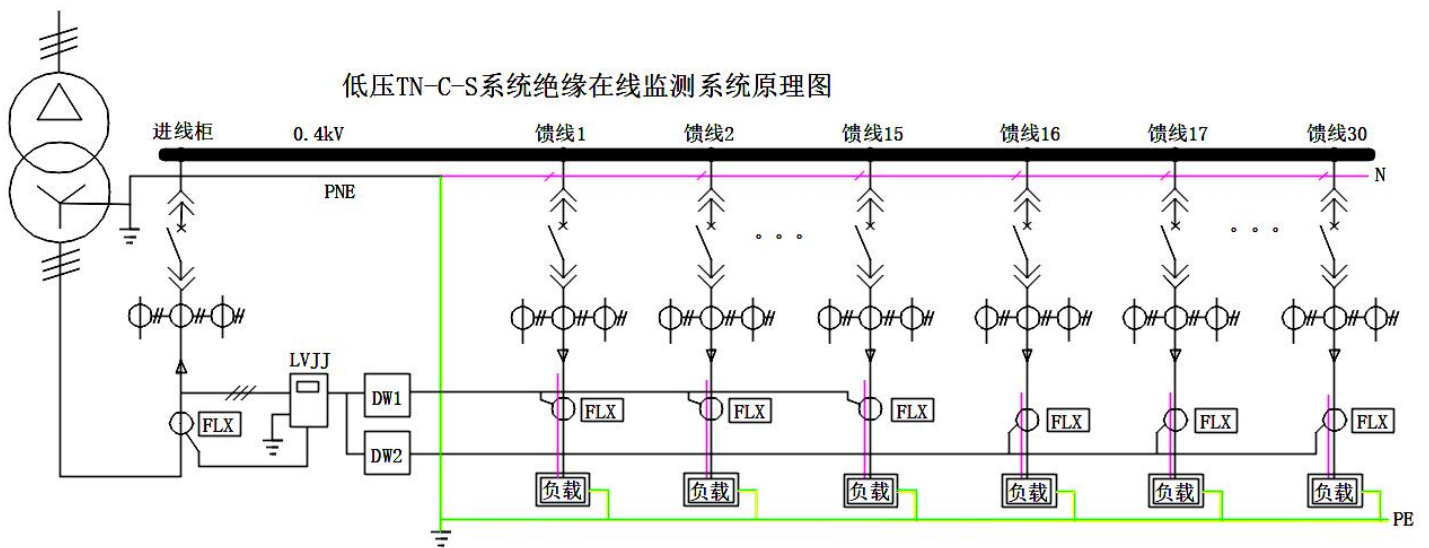 低压TN-C-S系统绝缘在线监测系统原理图
进线柜 0.4kV 馈线1 馈线2 馈线15 馈线16 馈线17 馈线30
PNE N
。。。 。。。
LVJJ
DW1
FLX FLX FLX FLX FLX FLX FLX
DW2
负载 负载 负载 负载 负载 负载
PE